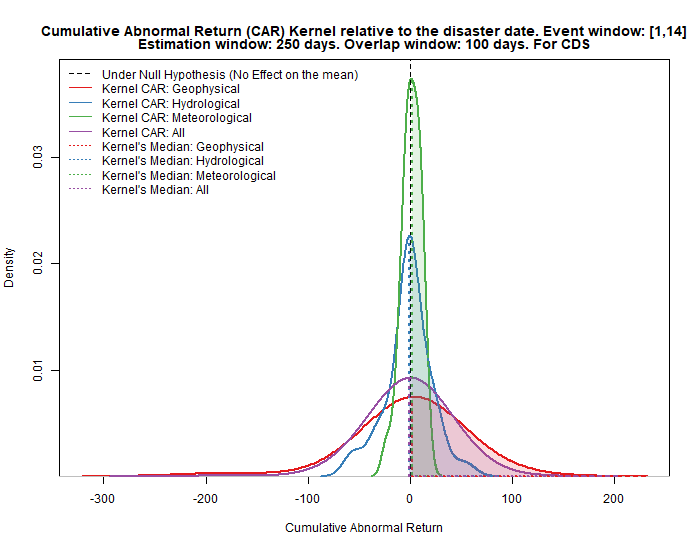 Cumulative Abnormal Return (CAR) Kernel relative to the disaster date. Event window: [1,14]
Estimation window: 250 days. Overlap window: 100 days. For CDS
Under Null Hypothesis (No Effect on the mean)
Kernel CAR: Geophysical
Kernel CAR: Hydrological
Kernel CAR: Meteorological
Kernel CAR: All
Kernel's Median: Geophysical
Kernel's Median: Hydrological
Kernel's Median: Meteorological
Kernel's Median: All
Density
0.03
0.02
0.01
-300 -200 -100 0 100 200
Cumulative Abnormal Return